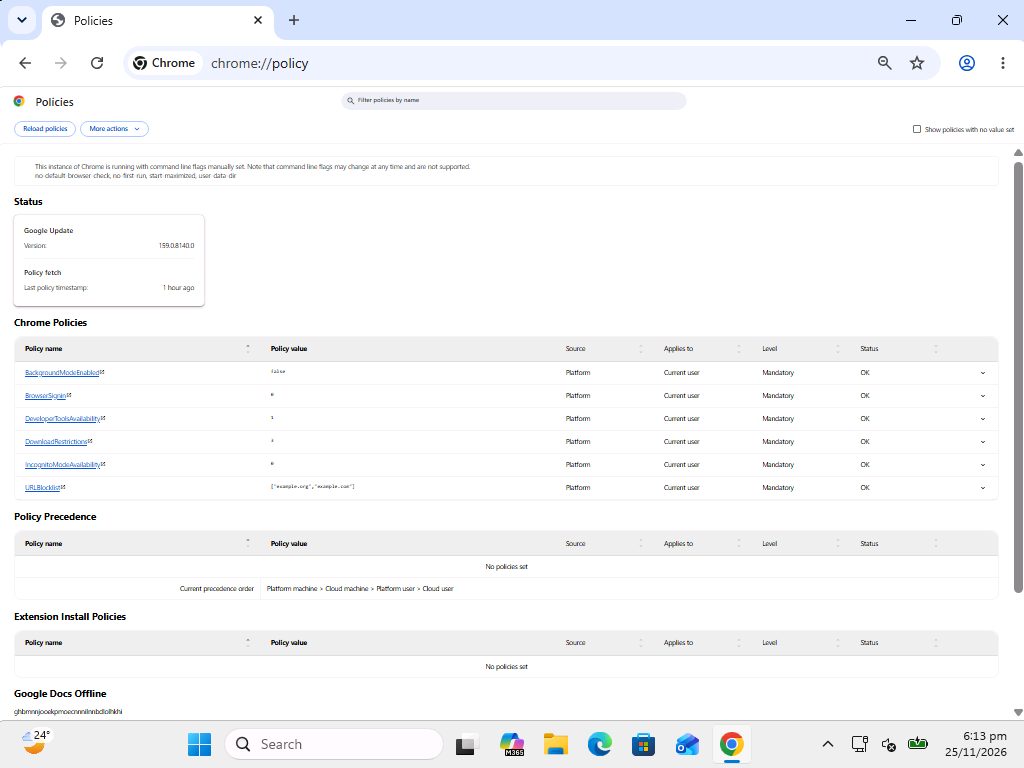 Policies
Chrome
chrome://policy
Policies
Filter policies by name
Reload policies
More actions
Show policies with no value set
This instance of Chrome is running with command line flags manually set. Note that command line flags may change at any time and are not supported.
no-default-browser-check, no-first-run, start-maximized, user-data-dir
Status
Google Update
Version: 159.0.8140.0
Policy fetch
Last policy timestamp: 1 hour ago
Chrome Policies
Policy name Policy value Source Applies to Level Status
BackgroundModeEnabled false Platform Current user Mandatory OK
BrowserSignin 0 Platform Current user Mandatory OK
DeveloperToolsAvailability 1 Platform Current user Mandatory OK
DownloadRestrictions 3 Platform Current user Mandatory OK
IncognitoModeAvailability 0 Platform Current user Mandatory OK
URLBlocklist ["example.org","example.com"] Platform Current user Mandatory OK
Policy Precedence
Policy name Policy value Source Applies to Level Status
No policies set
Current precedence order Platform machine > Cloud machine > Platform user > Cloud user
Extension Install Policies
Policy name Policy value Source Applies to Level Status
No policies set
Google Docs Offline
ghbmnnjooekpmoecnnnilnnbdlolhkhi
24°
Search
M365
6:13 pm
25/11/2026